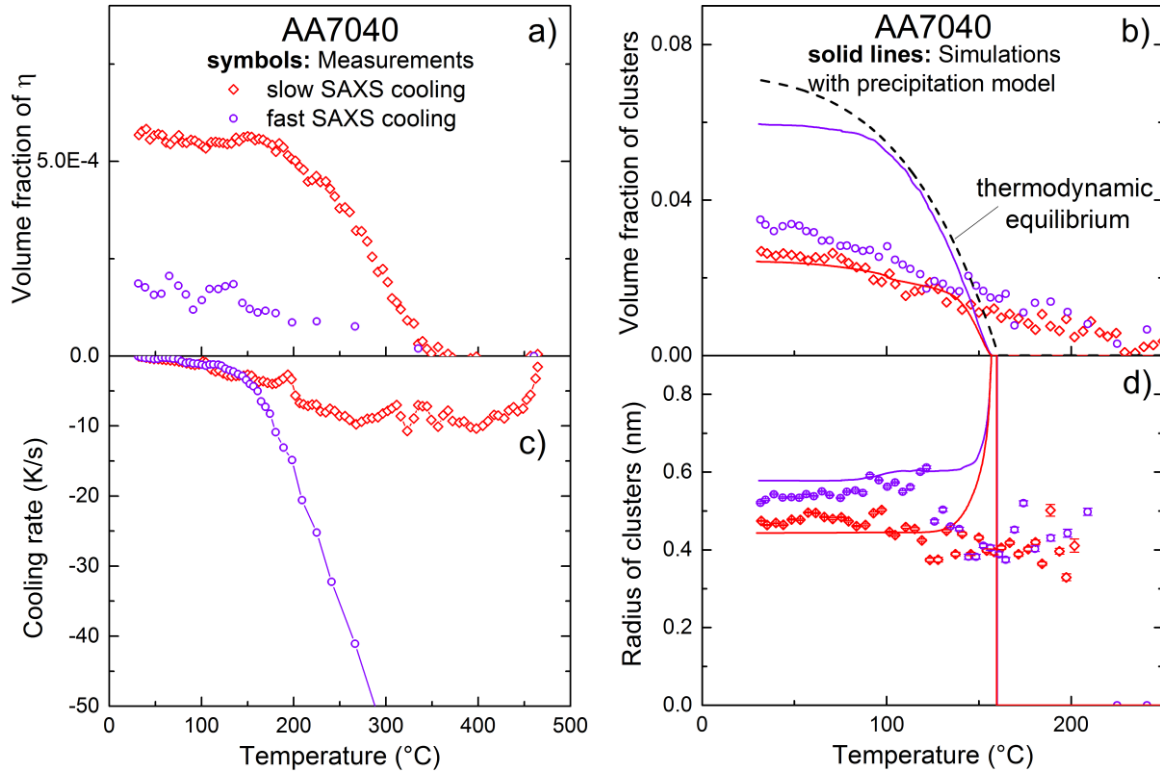 AA7040
a)
symbols: Measurements
slow SAXS cooling
fast SAXS cooling
Volume fraction of η
5.0E-4
0.0
c)
Cooling rate (K/s)
-10
-20
-30
-40
-50
0
100
200
300
400
500
Temperature (°C)
AA7040
b)
solid lines: Simulations
with precipitation model
thermodynamic
equilibrium
Volume fraction of clusters
0.08
0.04
0.00
d)
Radius of clusters (nm)
0.8
0.6
0.4
0.2
0.0
0
100
200
Temperature (°C)